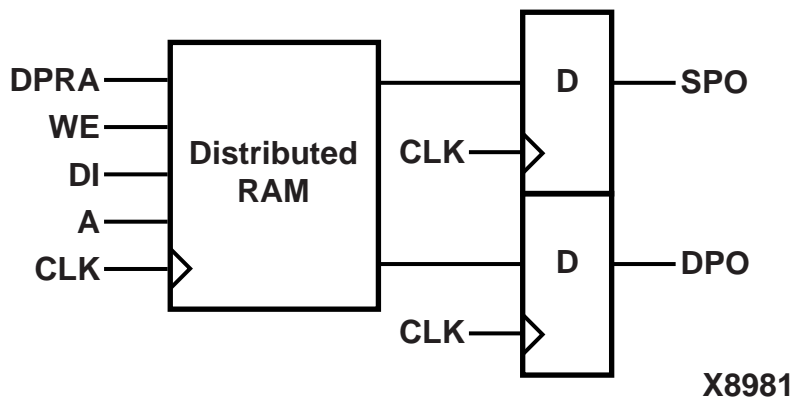 DPRA
WE
DI
A
CLK
Distributed
RAM
D
CLK
SPO
D
CLK
DPO
X8981